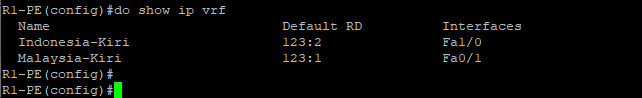 R1-PE(config)#do show ip vrf
  Name                             Default RD          Interfaces
  Indonesia-Kiri                   123:2               Fa1/0
  Malaysia-Kiri                    123:1               Fa0/1
R1-PE(config)#
R1-PE(config)#